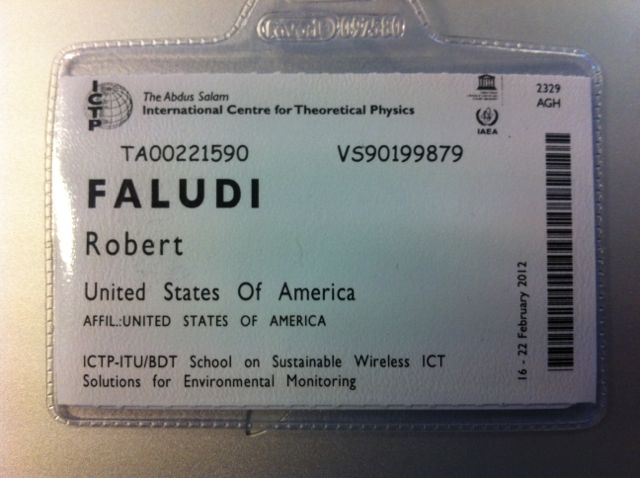 ICTP
The Abdus Salam
International Centre for Theoretical Physics
IAEA
2329
AGH
TA00221590 VS90199879
FALUDI
Robert
United States Of America
AFFIL.:UNITED STATES OF AMERICA
ICTP-ITU/BDT School on Sustainable Wireless ICT
Solutions for Environmental Monitoring
16 - 22 February 2012